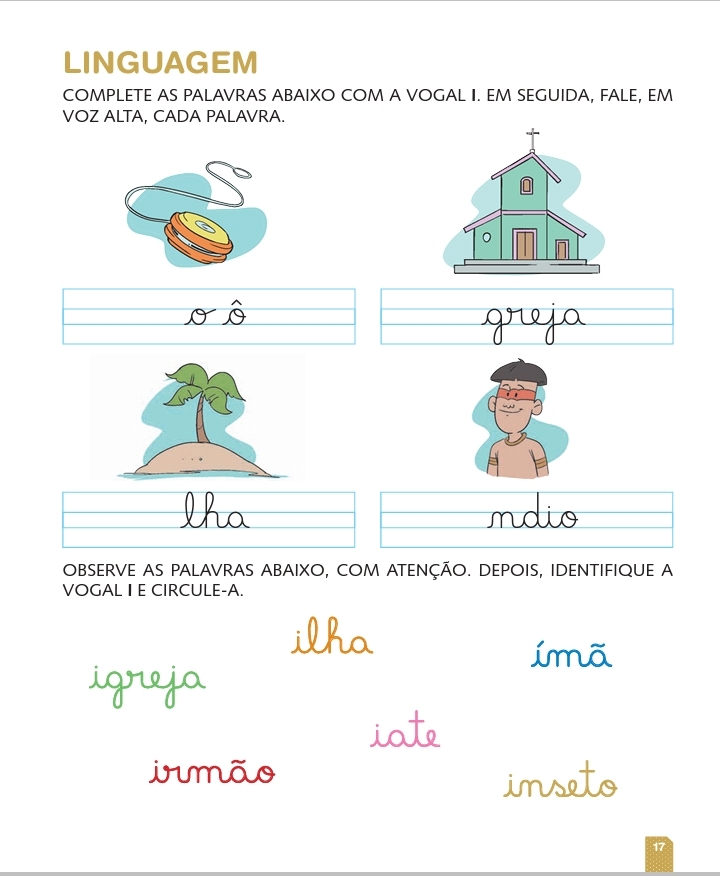 LINGUAGEM
COMPLETE AS PALAVRAS ABAIXO COM A VOGAL I. EM SEGUIDA, FALE, EM
VOZ ALTA, CADA PALAVRA.
o ô
greja
lha
ndio
OBSERVE AS PALAVRAS ABAIXO, COM ATENÇÃO. DEPOIS, IDENTIFIQUE A
VOGAL I E CIRCULE-A.
ilha
ímã
igreja
iate
irmão
inseto
17